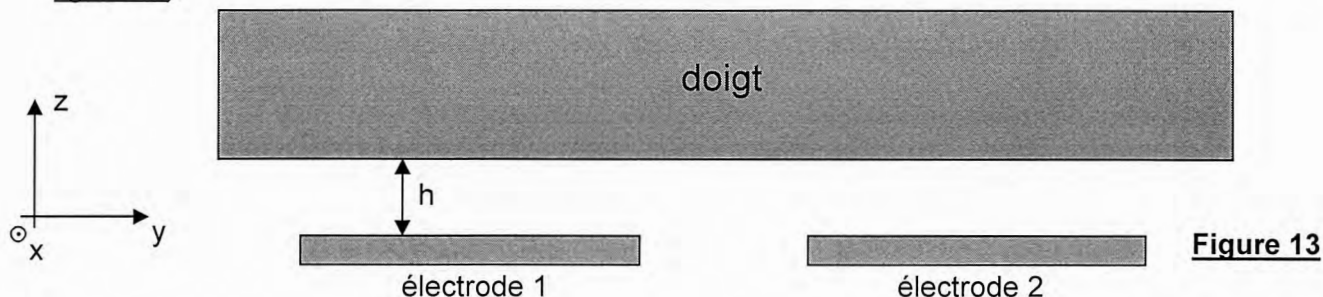 doigt
z
h
y
x
Figure 13
électrode 1
électrode 2